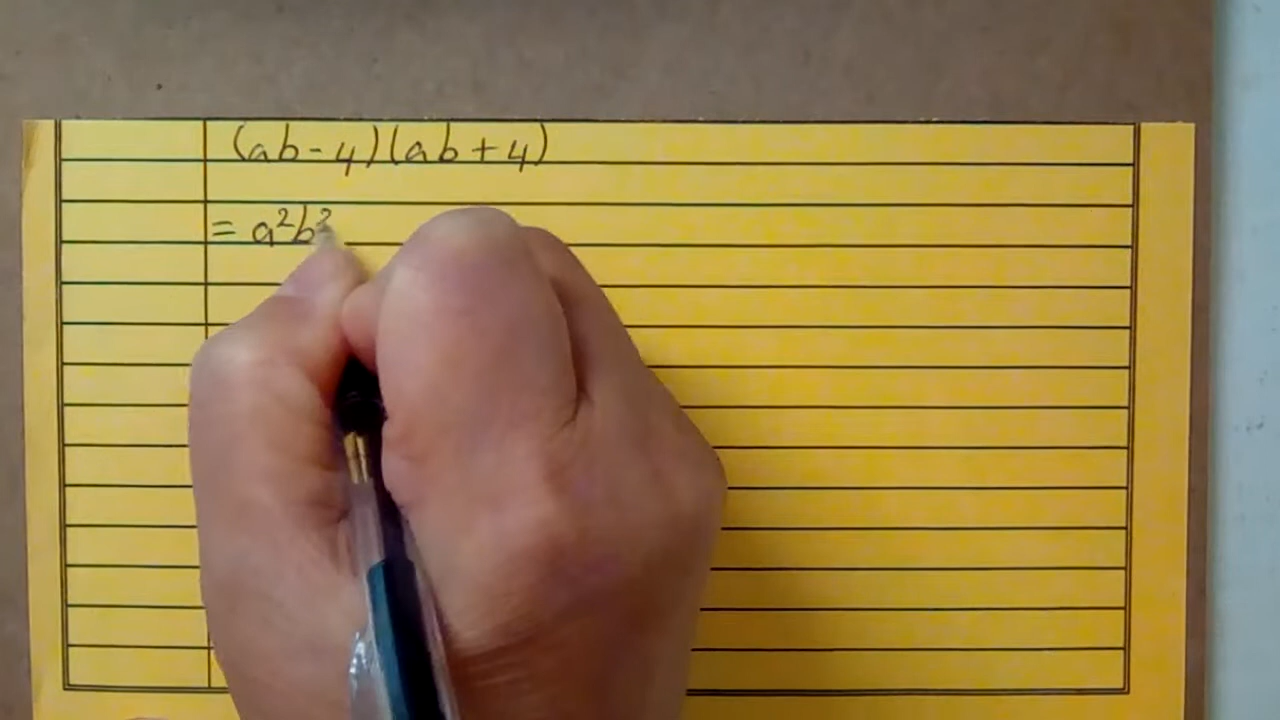 (ab-4)(ab+4)
= a²b²